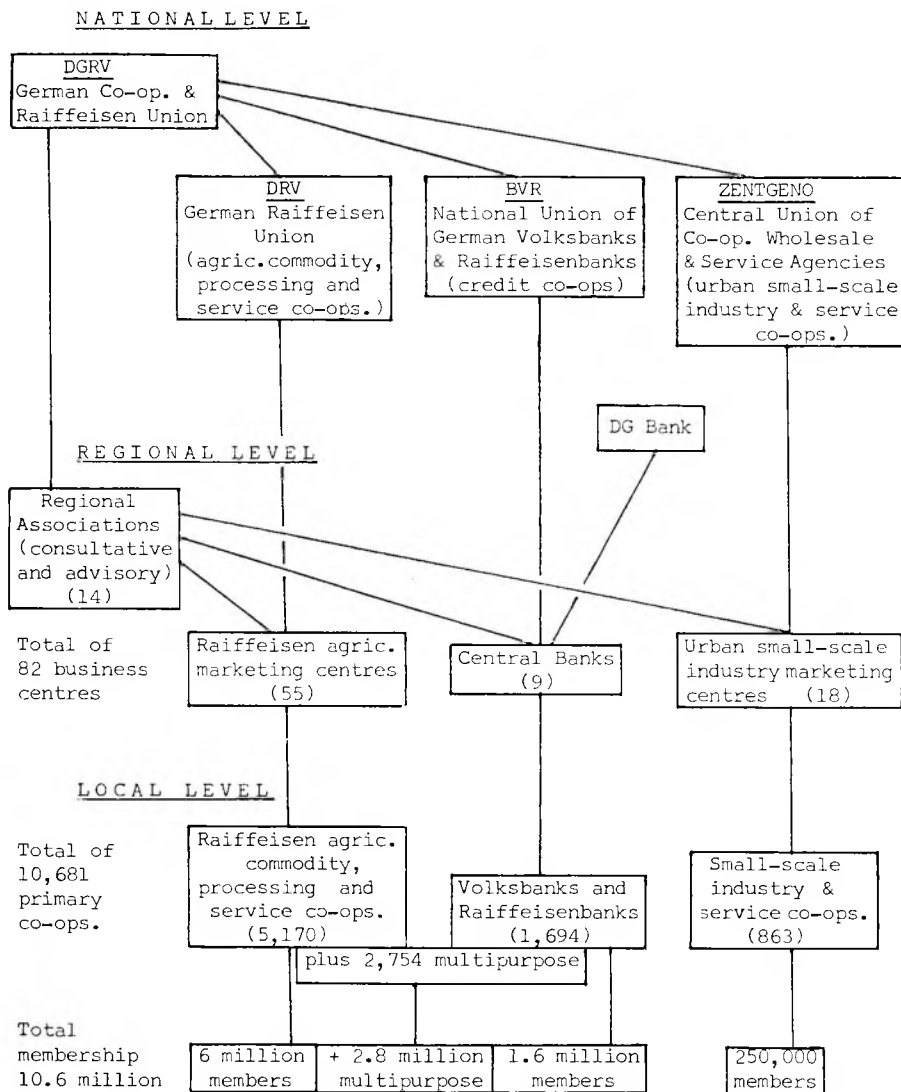 NATIONAL LEVEL
DGRV
German Co-op. &
Raiffeisen Union
DRV
German Raiffeisen
Union
(agric.commodity,
processing and
service co-ops.)
BVR
National Union of
German Volksbanks
& Raiffeisenbanks
(credit co-ops)
ZENTGENO
Central Union of
Co-op. Wholesale
& Service Agencies
(urban small-scale
industry & service
co-ops.)
DG Bank
REGIONAL LEVEL
Regional
Associations
(consultative
and advisory)
(14)
Total of
82 business
centres
Raiffeisen agric.
marketing centres
(55)
Central Banks
(9)
Urban small-scale
industry marketing
centres (18)
LOCAL LEVEL
Total of
10,681
primary
co-ops.
Raiffeisen agric.
commodity,
processing and
service co-ops.
(5,170)
Volksbanks and
Raiffeisenbanks
(1,694)
Small-scale
industry &
service co-ops.
(863)
plus 2,754 multipurpose
Total
membership
10.6 million
6 million
members
+ 2.8 million
multipurpose
1.6 million
members
250,000
members